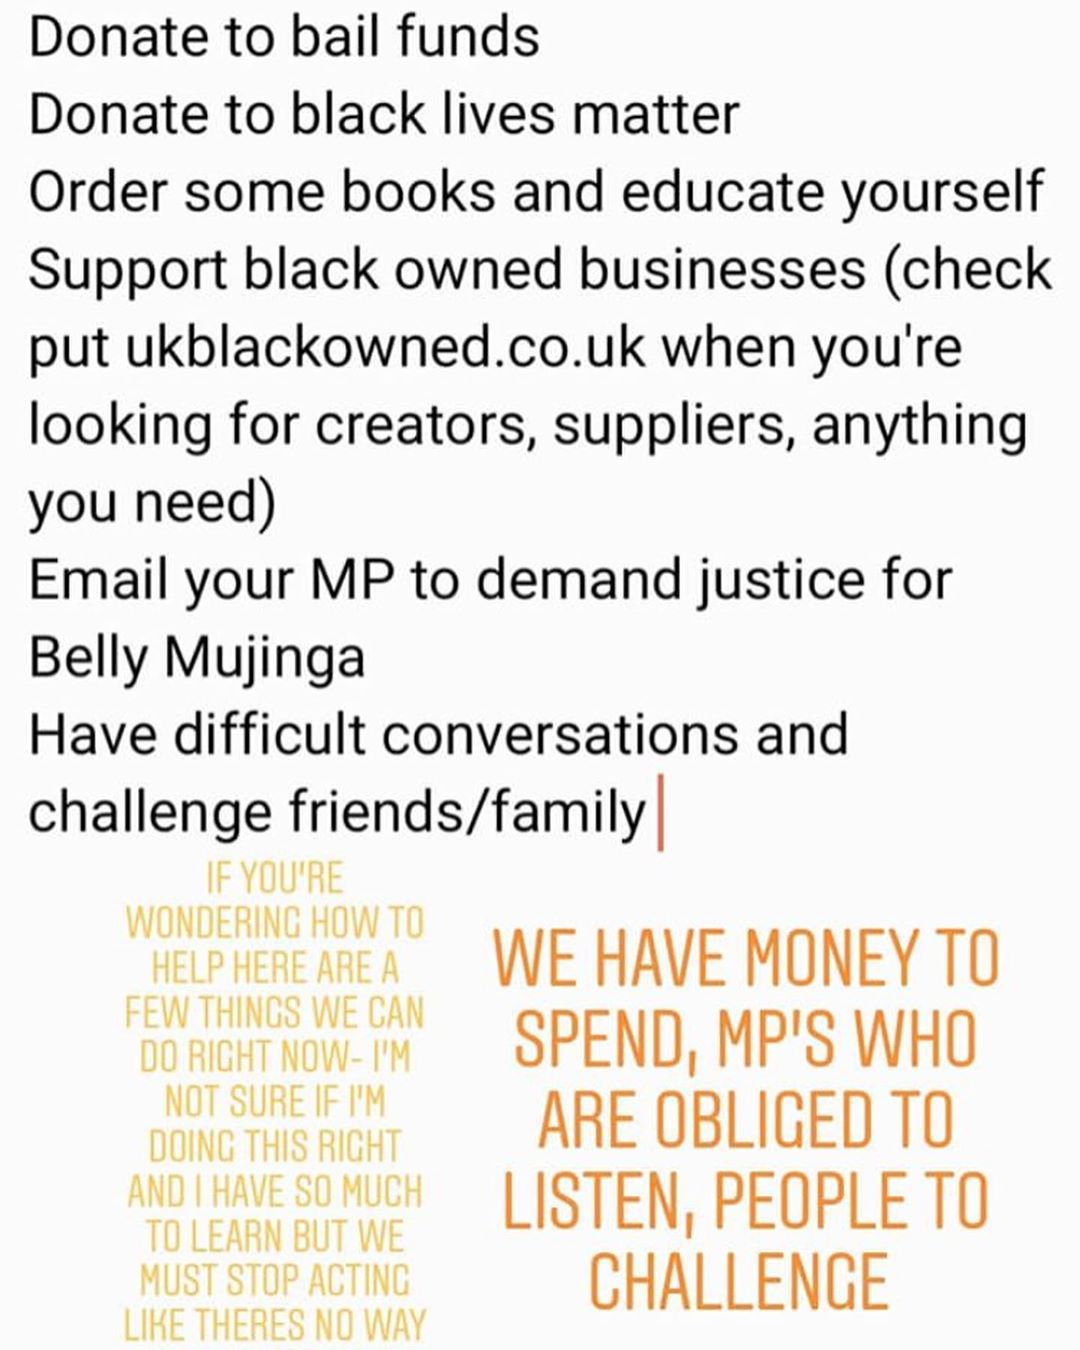 Donate to bail funds
Donate to black lives matter
Order some books and educate yourself
Support black owned businesses (check
put ukblackowned.co.uk when you're
looking for creators, suppliers, anything
you need)
Email your MP to demand justice for
Belly Mujinga
Have difficult conversations and
challenge friends/family
IF YOU'RE
WONDERING HOW TO
HELP HERE ARE A
FEW THINGS WE CAN
DO RIGHT NOW- I'M
NOT SURE IF I'M
DOING THIS RIGHT
AND I HAVE SO MUCH
TO LEARN BUT WE
MUST STOP ACTING
LIKE THERES NO WAY
WE HAVE MONEY TO
SPEND, MP'S WHO
ARE OBLIGED TO
LISTEN, PEOPLE TO
CHALLENGE